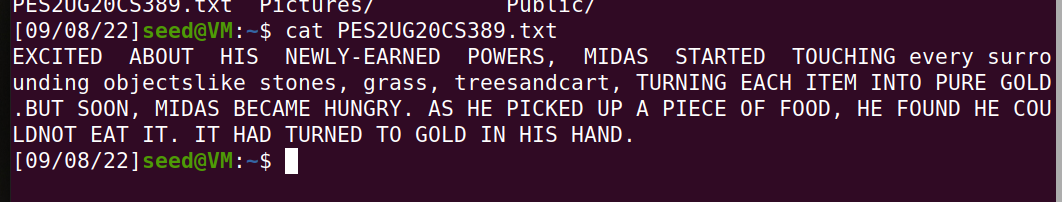 PES2UG20CS389.txt  Pictures/          Public/
[09/08/22]seed@VM:~$ cat PES2UG20CS389.txt
EXCITED  ABOUT  HIS  NEWLY-EARNED  POWERS,  MIDAS  STARTED  TOUCHING every surro
unding objectslike stones, grass, treesandcart, TURNING EACH ITEM INTO PURE GOLD
.BUT SOON, MIDAS BECAME HUNGRY. AS HE PICKED UP A PIECE OF FOOD, HE FOUND HE COU
LDNOT EAT IT. IT HAD TURNED TO GOLD IN HIS HAND.
[09/08/22]seed@VM:~$